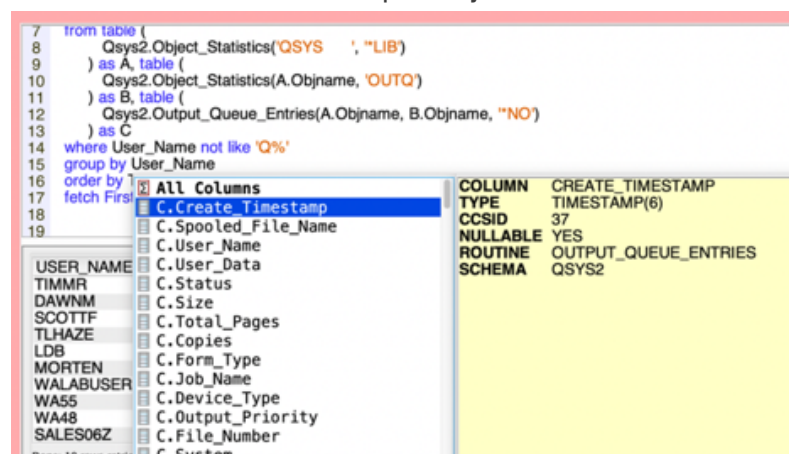 7 from table (
8 Qsys2.Object_Statistics('QSYS      ', '*LIB')
9 ) as A, table (
10 Qsys2.Object_Statistics(A.Objname, 'OUTQ')
11 ) as B, table (
12 Qsys2.Output_Queue_Entries(A.Objname, B.Objname, '*NO')
13 ) as C
14 where User_Name not like 'Q%'
15 group by User_Name
16 order by
17 fetch First
18
19
All Columns
C.Create_Timestamp
C.Spooled_File_Name
C.User_Name
C.User_Data
C.Status
C.Size
C.Total_Pages
C.Copies
C.Form_Type
C.Job_Name
C.Device_Type
C.Output_Priority
C.File_Number
C.System
COLUMN CREATE_TIMESTAMP
TYPE TIMESTAMP(6)
CCSID 37
NULLABLE YES
ROUTINE OUTPUT_QUEUE_ENTRIES
SCHEMA QSYS2
USER_NAME
TIMMR
DAWNM
SCOTTF
TLHAZE
LDB
MORTEN
WALABUSER
WA55
WA48
SALES06Z